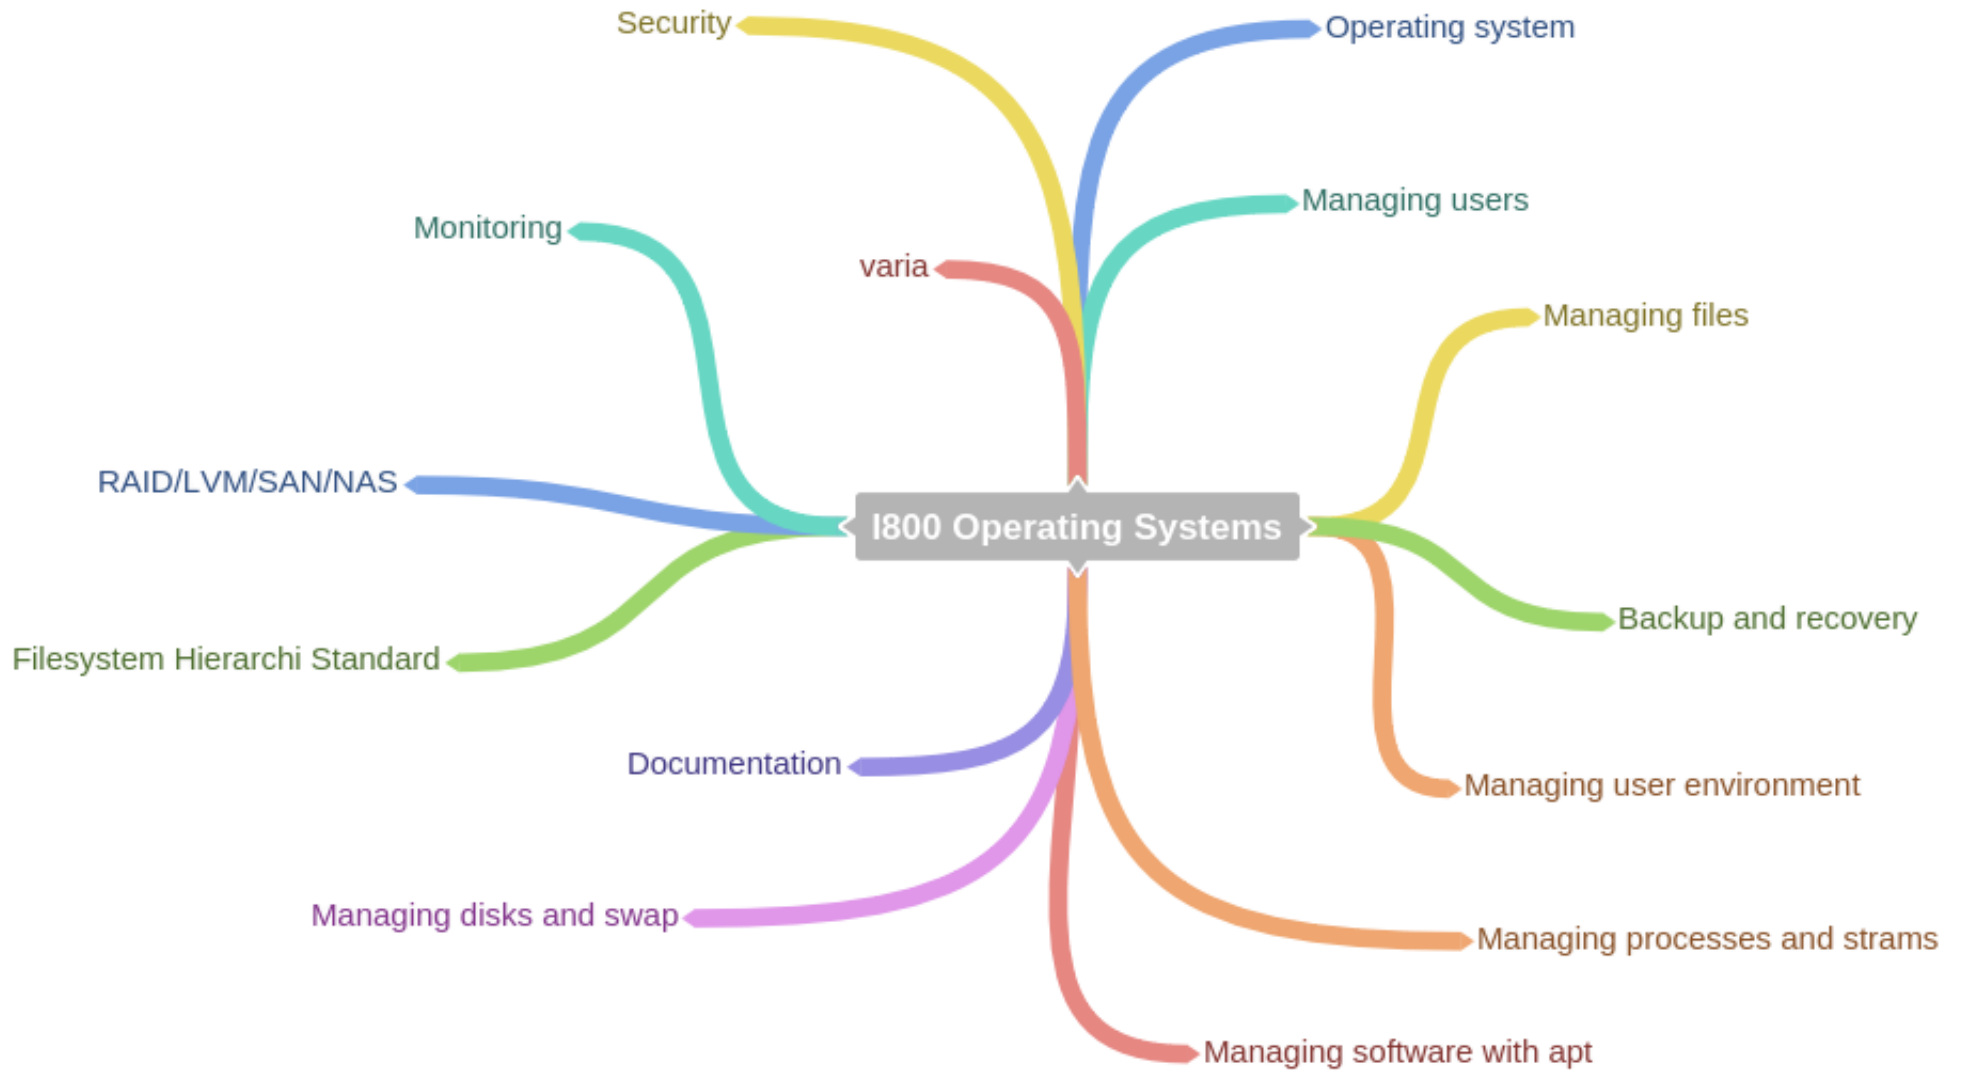 Security
Operating system
Managing users
Monitoring
varia
Managing files
RAID/LVM/SAN/NAS
I800 Operating Systems
Backup and recovery
Filesystem Hierarchi Standard
Documentation
Managing user environment
Managing disks and swap
Managing processes and strams
Managing software with apt